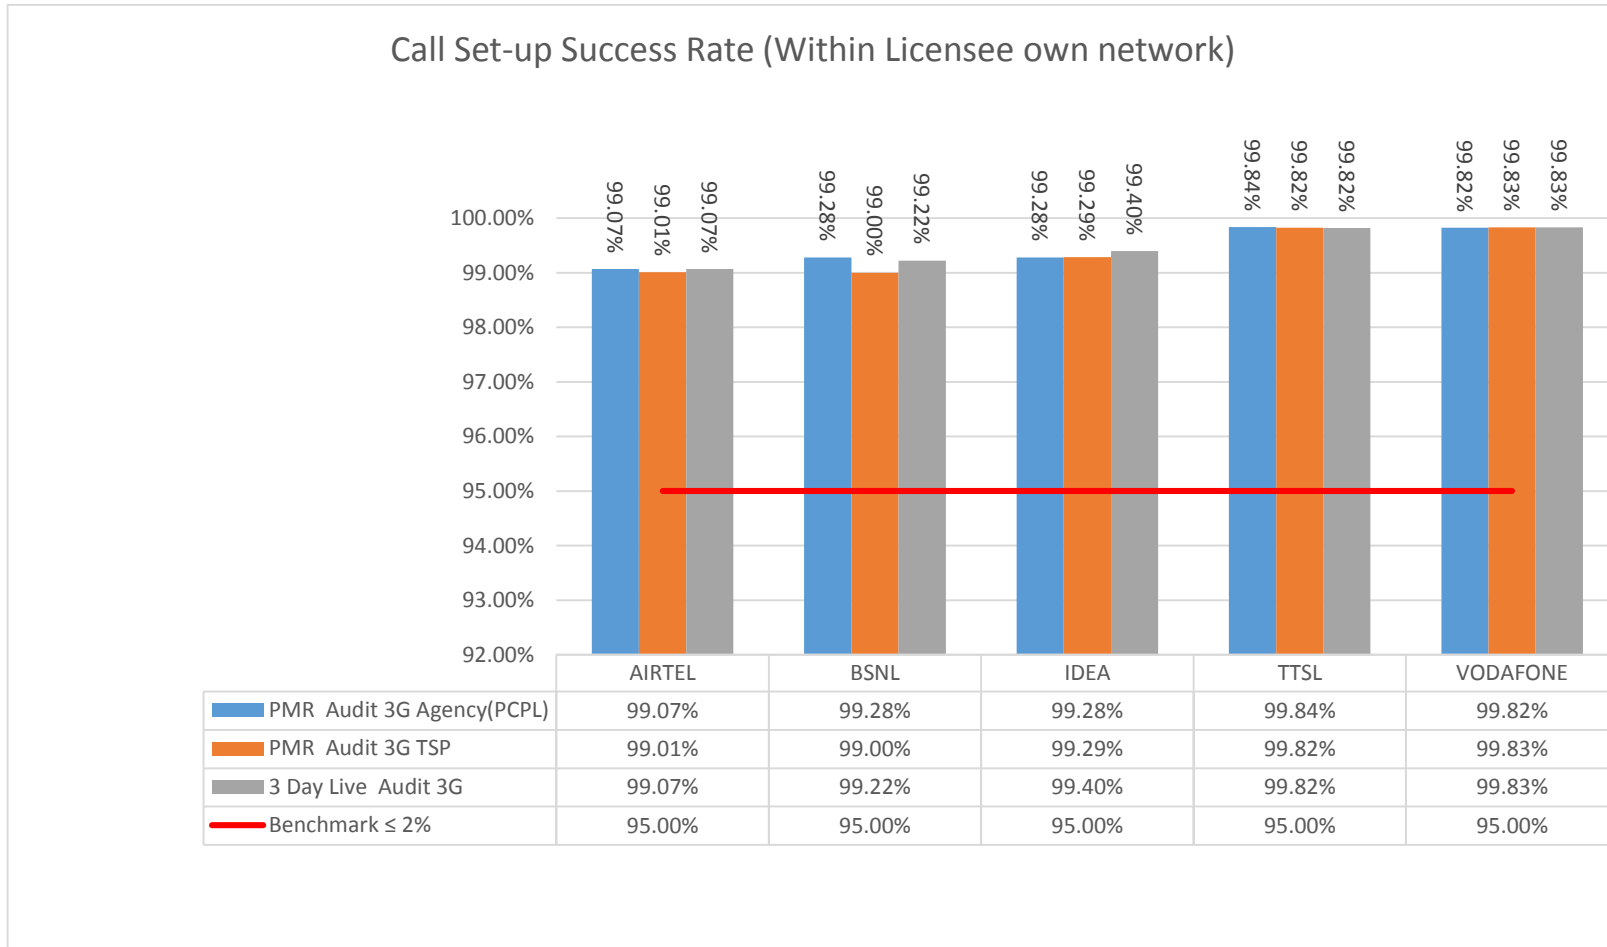 Call Set-up Success Rate (Within Licensee own network)
99.07% 99.01% 99.07% 99.28% 99.00% 99.22% 99.28% 99.29% 99.40% 99.84% 99.82% 99.82% 99.82% 99.83% 99.83%
100.00%
99.00%
98.00%
97.00%
96.00%
95.00%
94.00%
93.00%
92.00%
AIRTEL BSNL IDEA TTSL VODAFONE
PMR Audit 3G Agency(PCPL) 99.07% 99.28% 99.28% 99.84% 99.82%
PMR Audit 3G TSP 99.01% 99.00% 99.29% 99.82% 99.83%
3 Day Live Audit 3G 99.07% 99.22% 99.40% 99.82% 99.83%
Benchmark ≤ 2% 95.00% 95.00% 95.00% 95.00% 95.00%